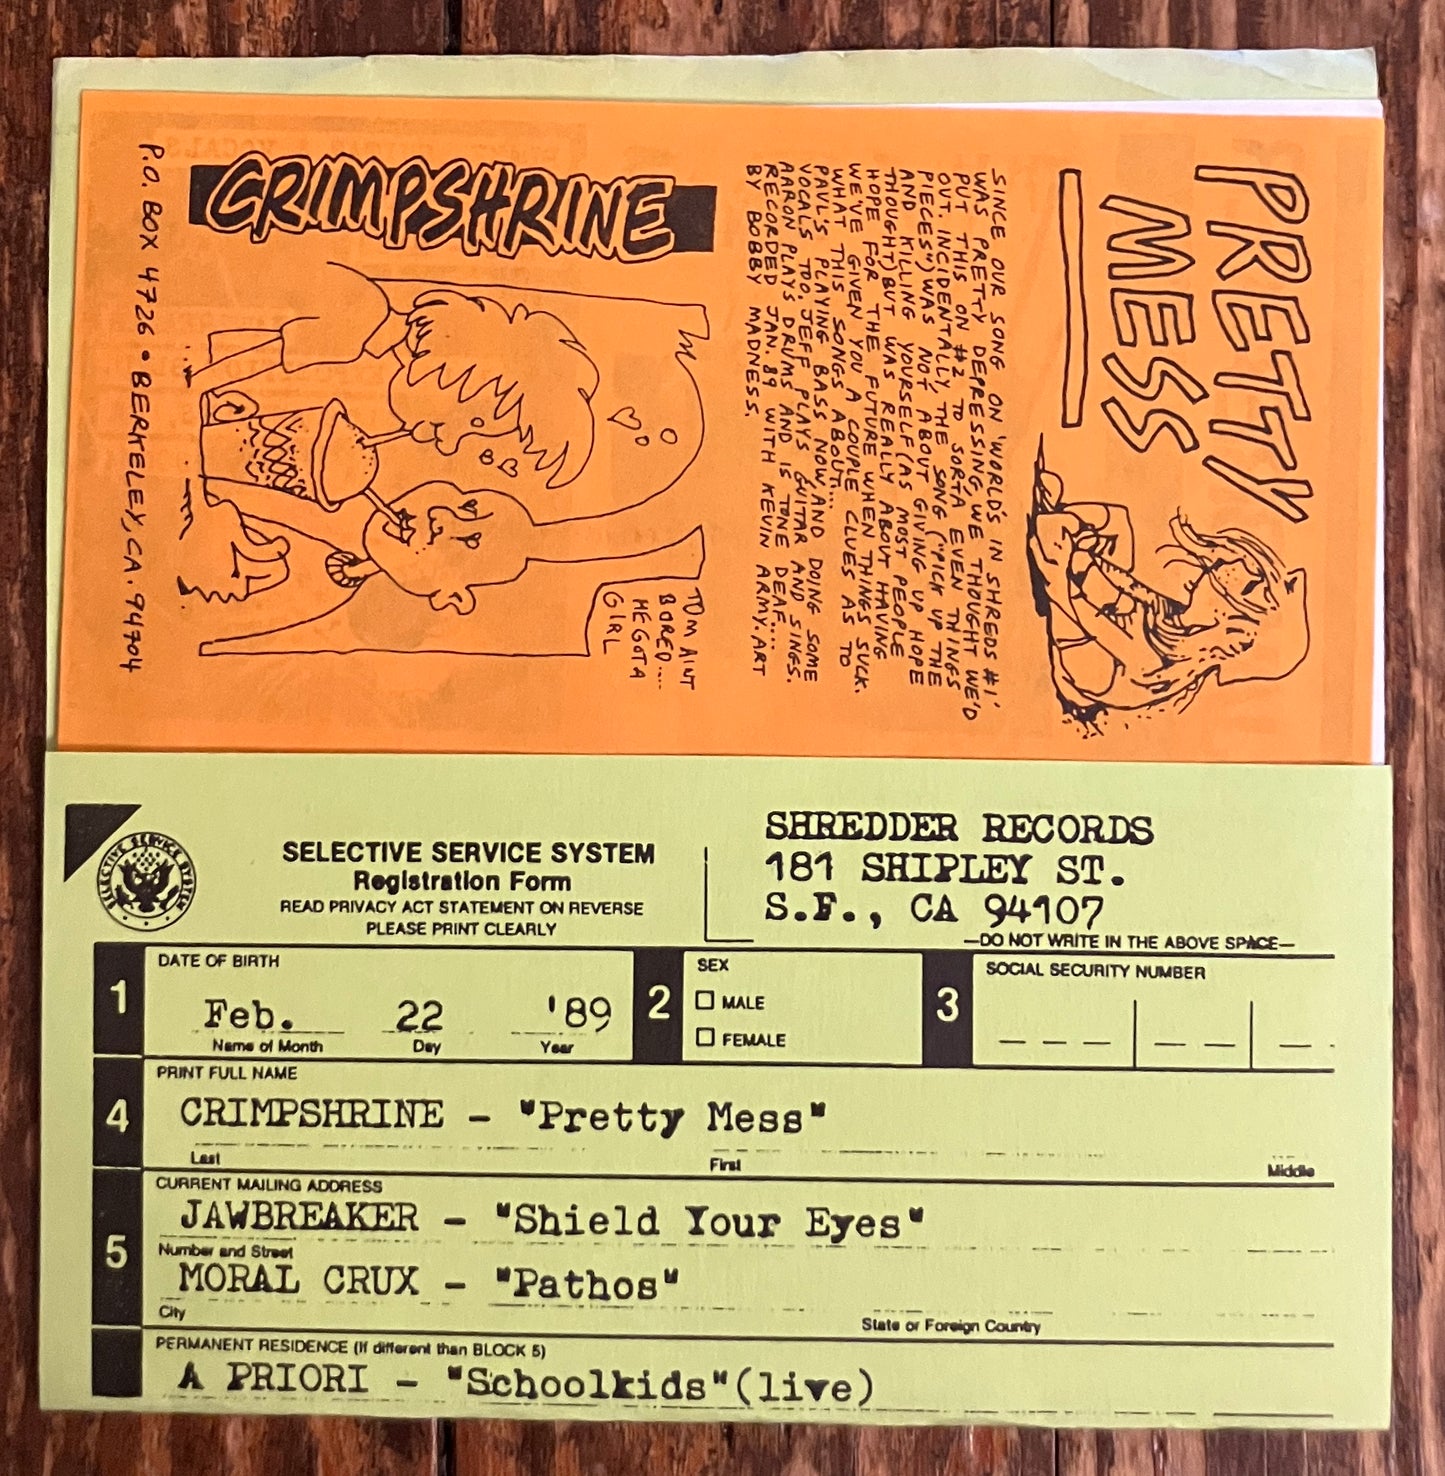 PRETTY
MESS
SINCE OUR SONG ON 'WORLD'S IN SHREDS #1'
WAS PRETTY DEPRESSING, WE THOUGHT WE'D
PUT THIS ON #2 TO SORTA EVEN THINGS
OUT. INCIDENTALLY, THE SONG ("PICK UP THE
PIECES") WAS NOT ABOUT GIVING UP HOPE
AND KILLING YOURSELF (AS MOST PEOPLE
THOUGHT) BUT WAS REALLY ABOUT HAVING
HOPE FOR THE FUTURE WHEN THINGS SUCK.
WE'VE GIVEN YOU A COUPLE CLUES AS TO
WHAT THIS SONGS ABOUT...
PAUL'S PLAYING BASS NOW AND DOING SOME
VOCALS TOO. JEFF PLAYS GUITAR AND SINGS.
AARON PLAYS DRUMS AND IS TONE DEAF....
RECORDED JAN. 89 WITH KEVIN ARMY. ART
BY BOBBY MADNESS.
TOM AINT
BORED....
HE GOT A
GIRL
CRIMPSHRINE
P.O. BOX 4726 • BERKELEY, CA. 94704
SELECTIVE SERVICE SYSTEM
SELECTIVE SERVICE SYSTEM
Registration Form
READ PRIVACY ACT STATEMENT ON REVERSE
PLEASE PRINT CLEARLY
SHREDDER RECORDS
181 SHIPLEY ST.
S.F., CA 94107
—DO NOT WRITE IN THE ABOVE SPACE—
1 DATE OF BIRTH
Feb. 22 '89
Name of Month Day Year
2 SEX
MALE
FEMALE
3 SOCIAL SECURITY NUMBER
4 PRINT FULL NAME
CRIMPSHRINE - "Pretty Mess"
Last First Middle
5 CURRENT MAILING ADDRESS
JAWBREAKER - "Shield Your Eyes"
Number and Street
MORAL CRUX - "Pathos"
City State or Foreign Country
PERMANENT RESIDENCE (If different than BLOCK 5)
A PRIORI - "Schoolkids"(live)